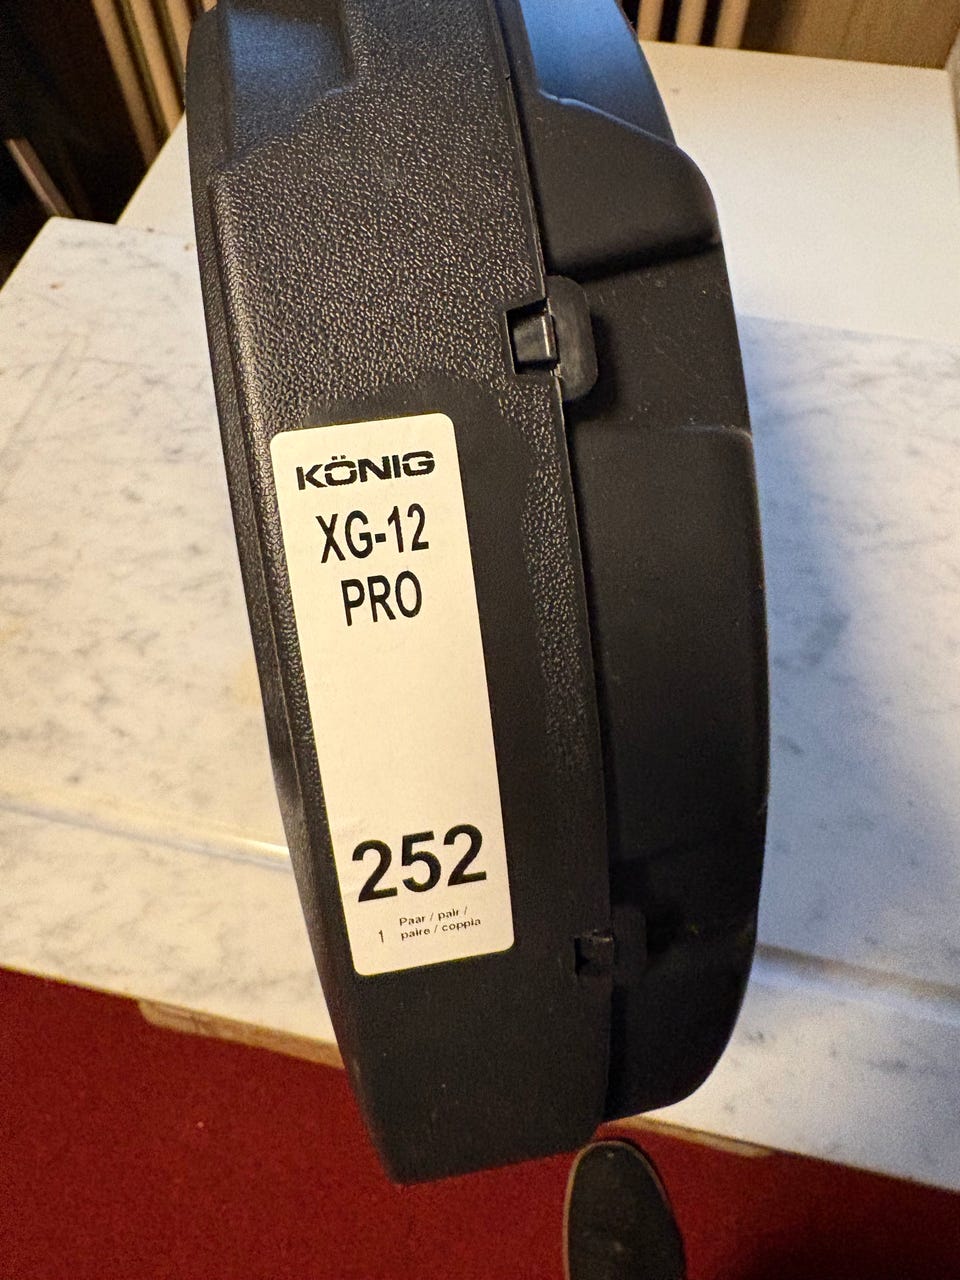 KÖNIG
XG-12
PRO
252
Paar / pair /
1 paire / coppia